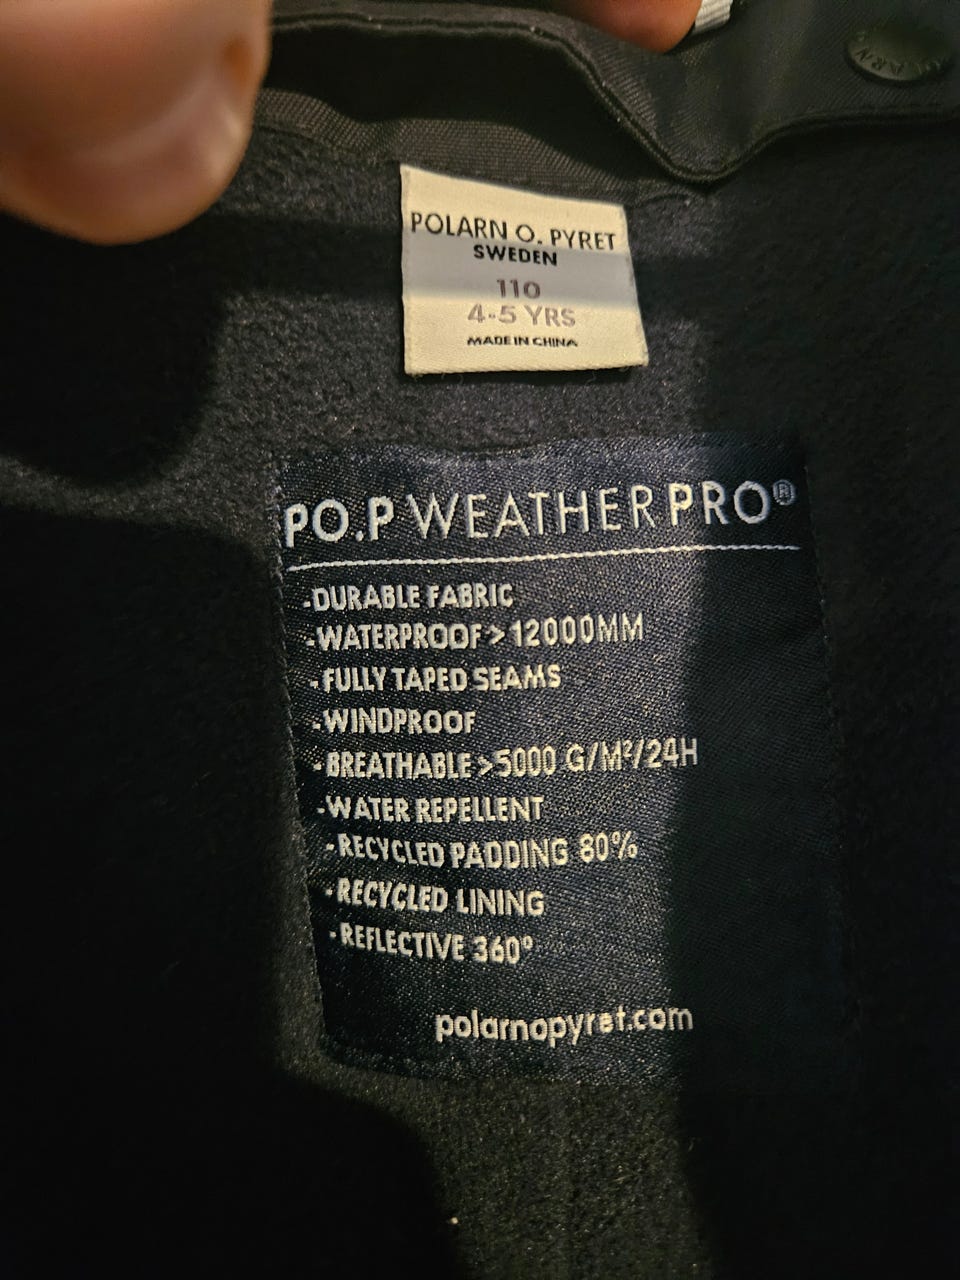 POLARN O. PYRET
SWEDEN
110
4-5 YRS
MADE IN CHINA
PO.P WEATHER PRO®
-DURABLE FABRIC
-WATERPROOF > 12000MM
-FULLY TAPED SEAMS
-WINDPROOF
-BREATHABLE >5000 G/M²/24H
-WATER REPELLENT
-RECYCLED PADDING 80%
-RECYCLED LINING
-REFLECTIVE 360°
polarnopyret.com